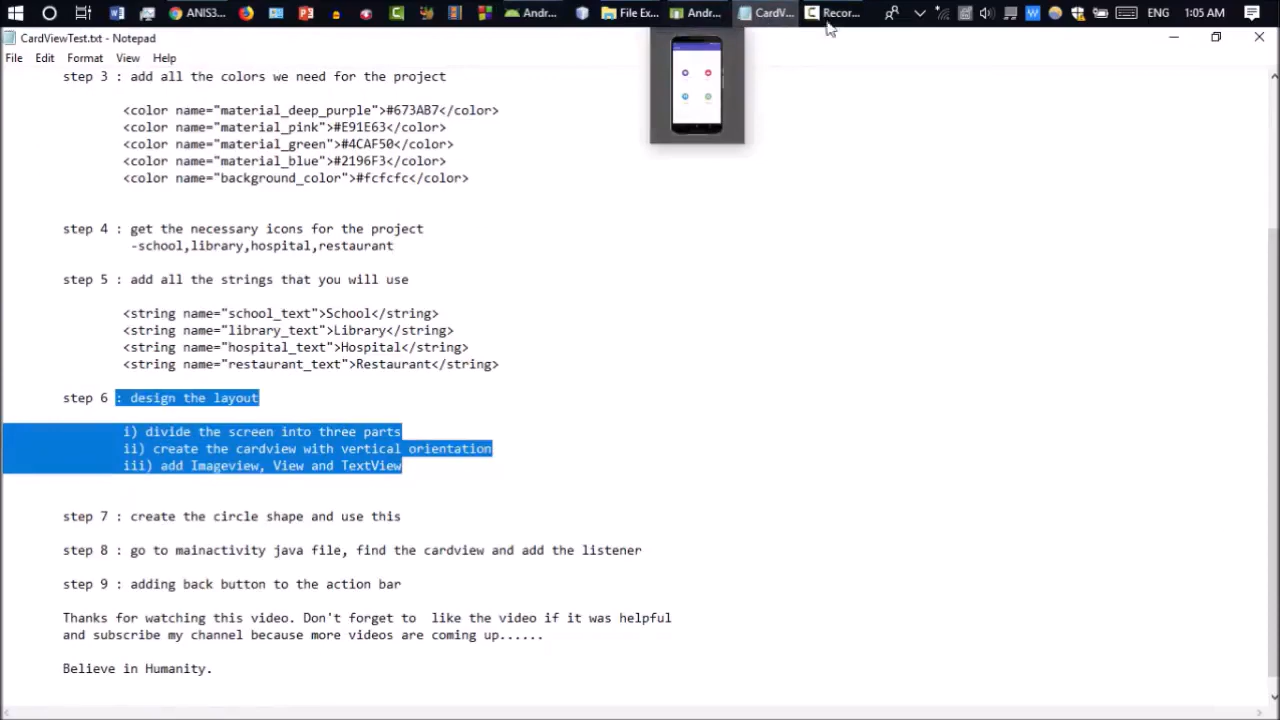 ANIS3...
Andr...
File Ex...
Andr...
CardV...
Recor...
ENG
1:05 AM
CardViewTest.txt - Notepad
File Edit Format View Help
step 3 : add all the colors we need for the project
<color name="material_deep_purple">#673AB7</color>
<color name="material_pink">#E91E63</color>
<color name="material_green">#4CAF50</color>
<color name="material_blue">#2196F3</color>
<color name="background_color">#fcfcfc</color>
step 4 : get the necessary icons for the project
-school,library,hospital,restaurant
step 5 : add all the strings that you will use
<string name="school_text">School</string>
<string name="library_text">Library</string>
<string name="hospital_text">Hospital</string>
<string name="restaurant_text">Restaurant</string>
step 6 : design the layout
i) divide the screen into three parts
ii) create the cardview with vertical orientation
iii) add Imageview, View and TextView
step 7 : create the circle shape and use this
step 8 : go to mainactivity java file, find the cardview and add the listener
step 9 : adding back button to the action bar
Thanks for watching this video. Don't forget to  like the video if it was helpful
and subscribe my channel because more videos are coming up......
Believe in Humanity.